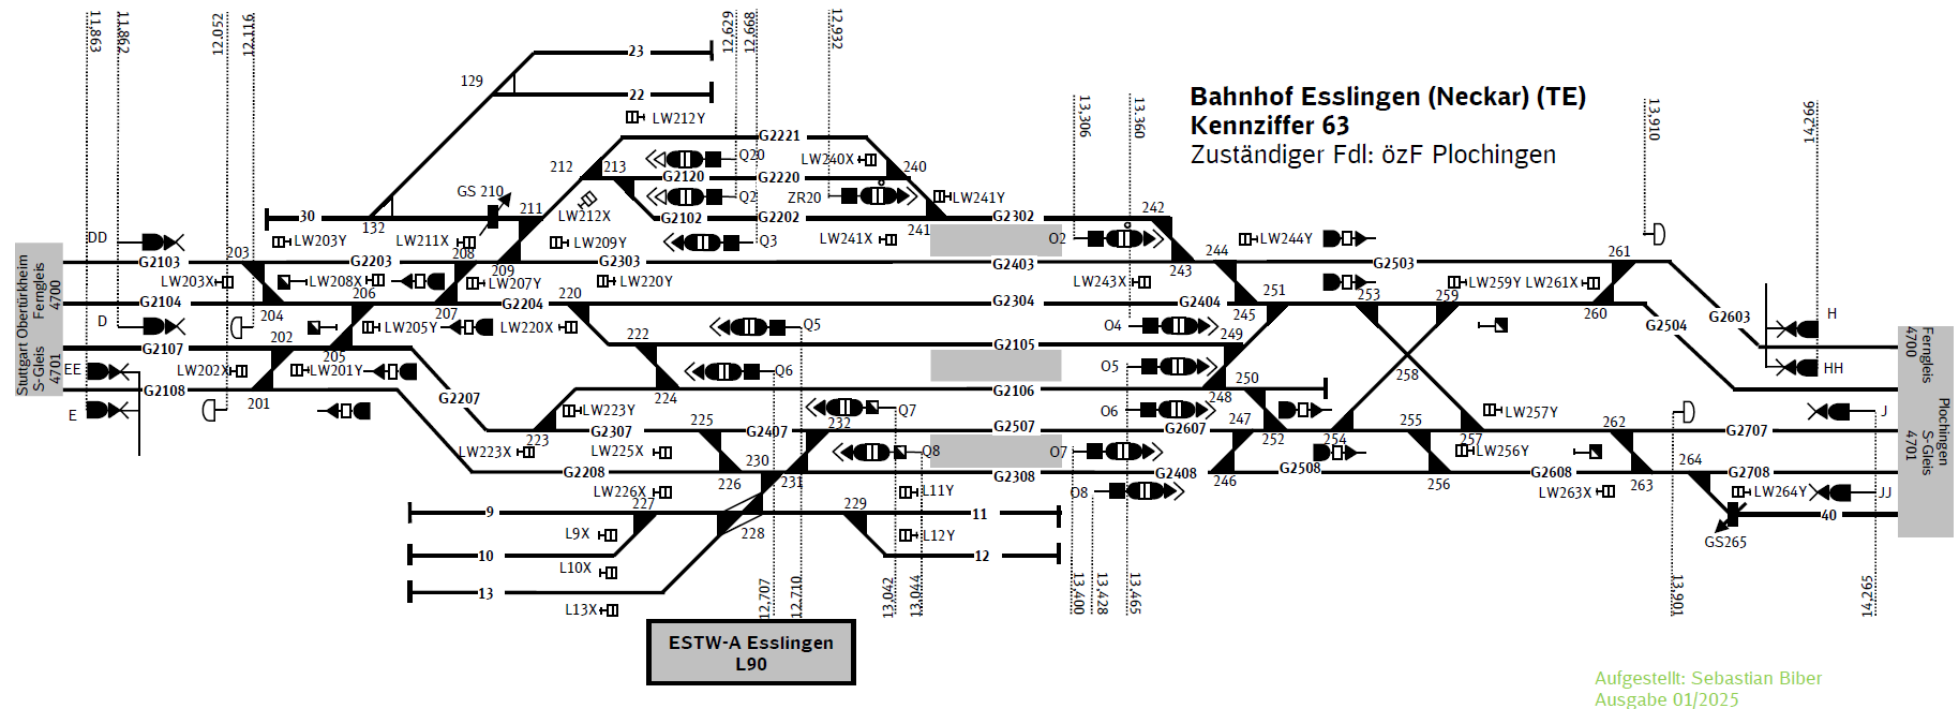 11,863
11,862
12,052
12,116
12,629
12,668
12,932
13,306
13.360
13,910
14,266
Bahnhof Esslingen (Neckar) (TE)
Kennziffer 63
Zuständiger Fdl: özF Plochingen
23
129
22
LW212Y
G2221
212
213
Q20
LW240X
240
G2120
G2220
GS 210
Q2
ZR20
LW241Y
30
211
LW212X
G2102
G2202
G2302
242
132
241
DD
LW203Y
LW211X
LW209Y
Q3
LW241X
O2
LW244Y
203
208
244
261
G2103
G2203
209
G2303
G2403
243
G2503
LW203X
LW208X
LW207Y
LW220Y
LW243X
LW259Y
LW261X
Stuttgart Obertürkheim
Ferngleis
4700
S-Gleis
4701
G2104
206
G2204
220
G2304
G2404
251
253
259
204
207
245
260
G2504
G2603
H
D
202
LW205Y
LW220X
Q5
O4
249
G2107
205
222
G2105
Ferngleis
4700
Plochingen
S-Gleis
4701
EE
LW202X
LW201Y
Q6
O5
258
HH
G2108
201
G2207
224
G2106
248
250
E
LW223Y
Q7
O6
LW257Y
J
225
232
247
255
262
223
G2307
G2407
G2507
G2607
252
254
257
G2707
LW223X
LW225X
230
Q8
O7
LW256Y
264
G2208
226
231
G2308
G2408
G2508
G2608
G2708
LW226X
L11Y
O8
246
256
LW263X
263
LW264Y
JJ
227
229
9
11
40
L9X
228
L12Y
GS265
10
12
L10X
13
L13X
12,707
12,710
13,042
13,044
13,400
13,428
13,465
13,901
14,265
ESTW-A Esslingen
L90
Aufgestellt: Sebastian Biber
Ausgabe 01/2025